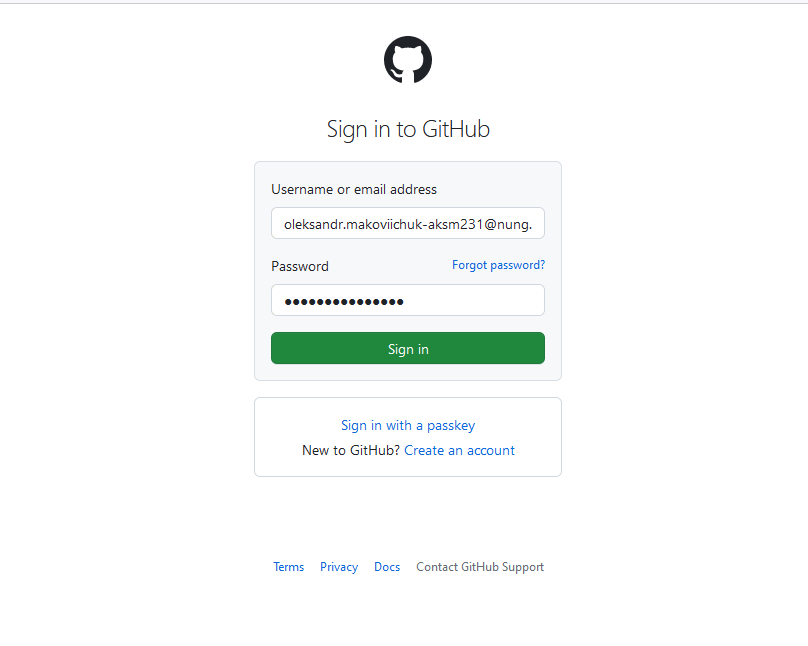 Sign in to GitHub
Username or email address
oleksandr.makoviichuk-aksm231@nung.
Password Forgot password?
●●●●●●●●●●●●●●●
Sign in
Sign in with a passkey
New to GitHub? Create an account
Terms Privacy Docs Contact GitHub Support